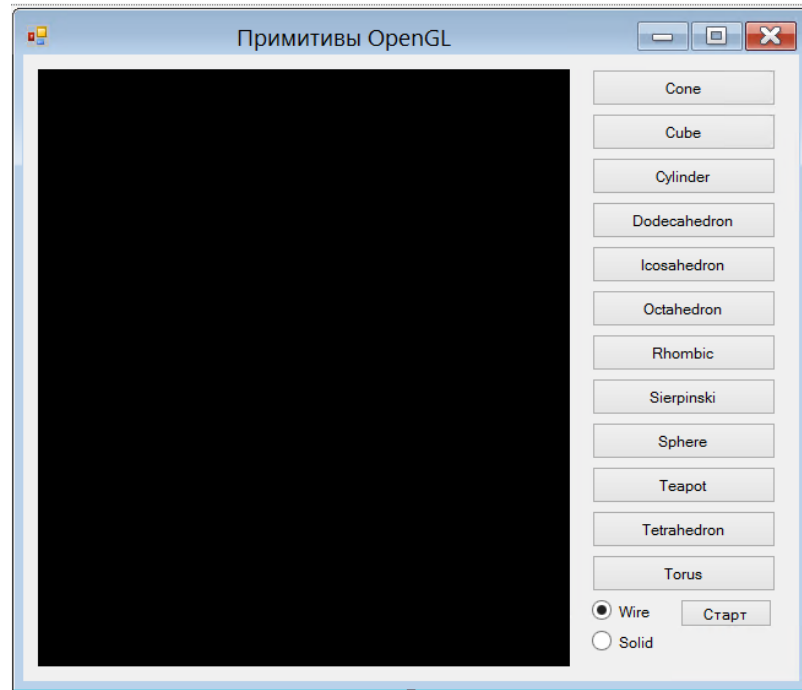 Примитивы OpenGL
Cone
Cube
Cylinder
Dodecahedron
Icosahedron
Octahedron
Rhombic
Sierpinski
Sphere
Teapot
Tetrahedron
Torus
Wire Старт
Solid